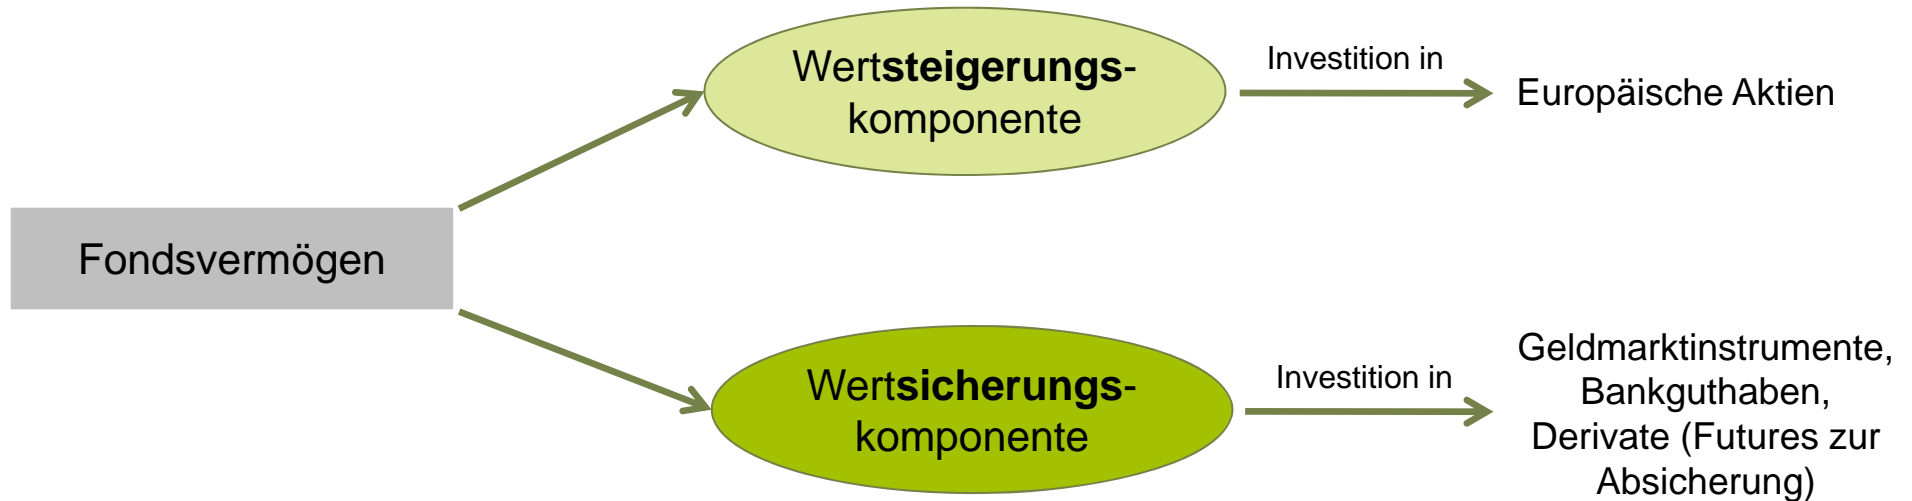 Fondsvermögen
Wertsteigerungs-
komponente
Investition in
Europäische Aktien
Wertsicherungs-
komponente
Investition in
Geldmarktinstrumente,
Bankguthaben,
Derivate (Futures zur
Absicherung)